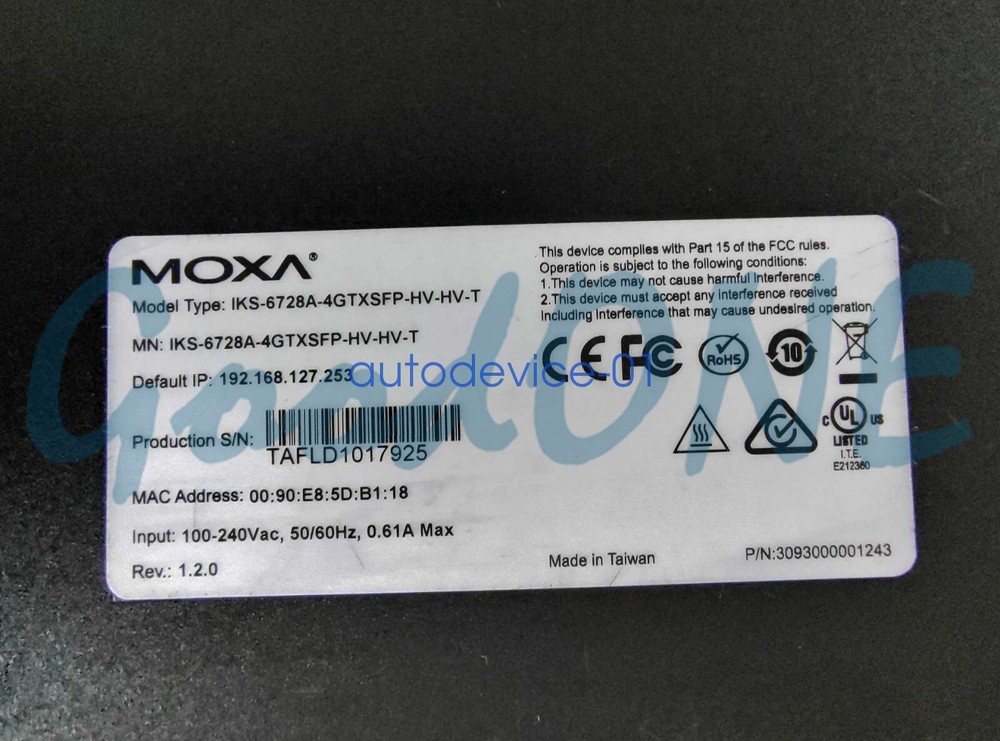 MOXA®
Model Type: IKS-6728A-4GTXSFP-HV-HV-T
MN: IKS-6728A-4GTXSFP-HV-HV-T
Default IP: 192.168.127.253
Production S/N:
TAFLD1017925
MAC Address: 00:90:E8:5D:B1:18
Input: 100-240Vac, 50/60Hz, 0.61A Max
Rev.: 1.2.0
This device complies with Part 15 of the FCC rules.
Operation is subject to the following conditions:
1.This device may not cause harmful Interference.
2.This device must accept any interference received
Including Interference that may cause undesired operation.
CE FC RoHS 10
C UL US
LISTED
I.T.E.
E212360
Made in Taiwan
P/N:3093000001243
GoodONE
autodevice-01